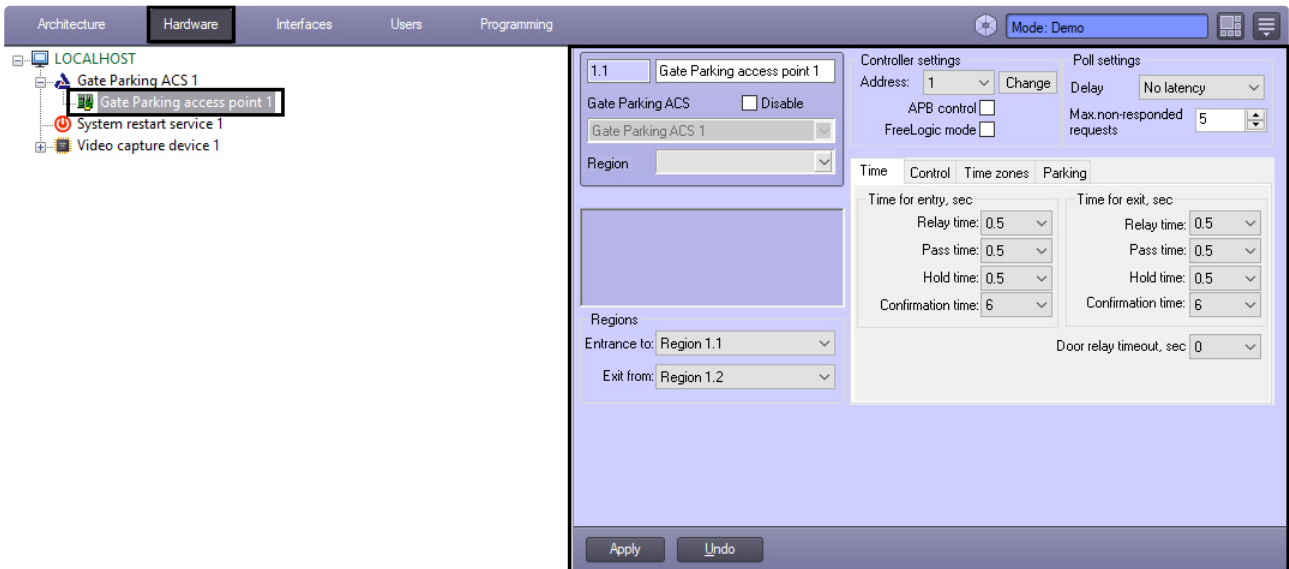 Architecture Hardware Interfaces Users Programming Mode: Demo
LOCALHOST
Gate Parking ACS 1
Gate Parking access point 1
System restart service 1
Video capture device 1
1.1 Gate Parking access point 1
Gate Parking ACS Disable
Gate Parking ACS 1
Region
Regions
Entrance to: Region 1.1
Exit from: Region 1.2
Controller settings
Address: 1 Change
APB control
FreeLogic mode
Poll settings
Delay No latency
Max.non-responded
requests 5
Time Control Time zones Parking
Time for entry, sec
Relay time: 0.5
Pass time: 0.5
Hold time: 0.5
Confirmation time: 6
Time for exit, sec
Relay time: 0.5
Pass time: 0.5
Hold time: 0.5
Confirmation time: 6
Door relay timeout, sec 0
Apply Undo